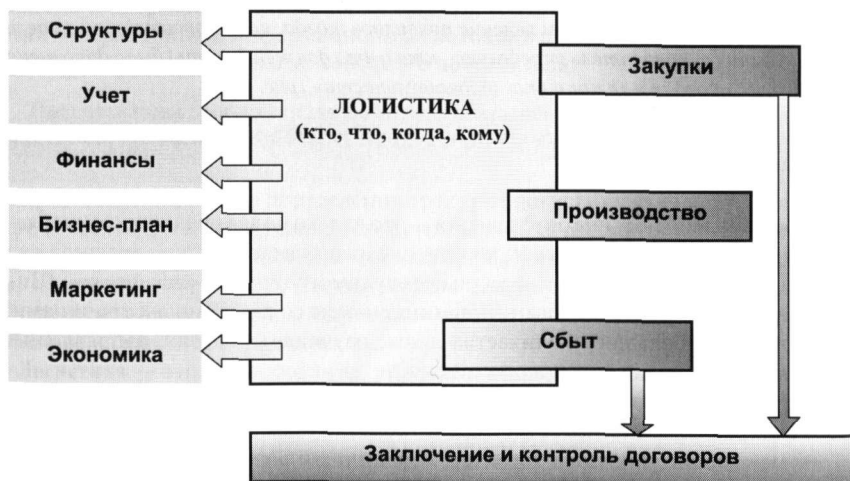 Структуры
Учет
Финансы
Бизнес-план
Маркетинг
Экономика
ЛОГИСТИКА
(кто, что, когда, кому)
Закупки
Производство
Сбыт
Заключение и контроль договоров